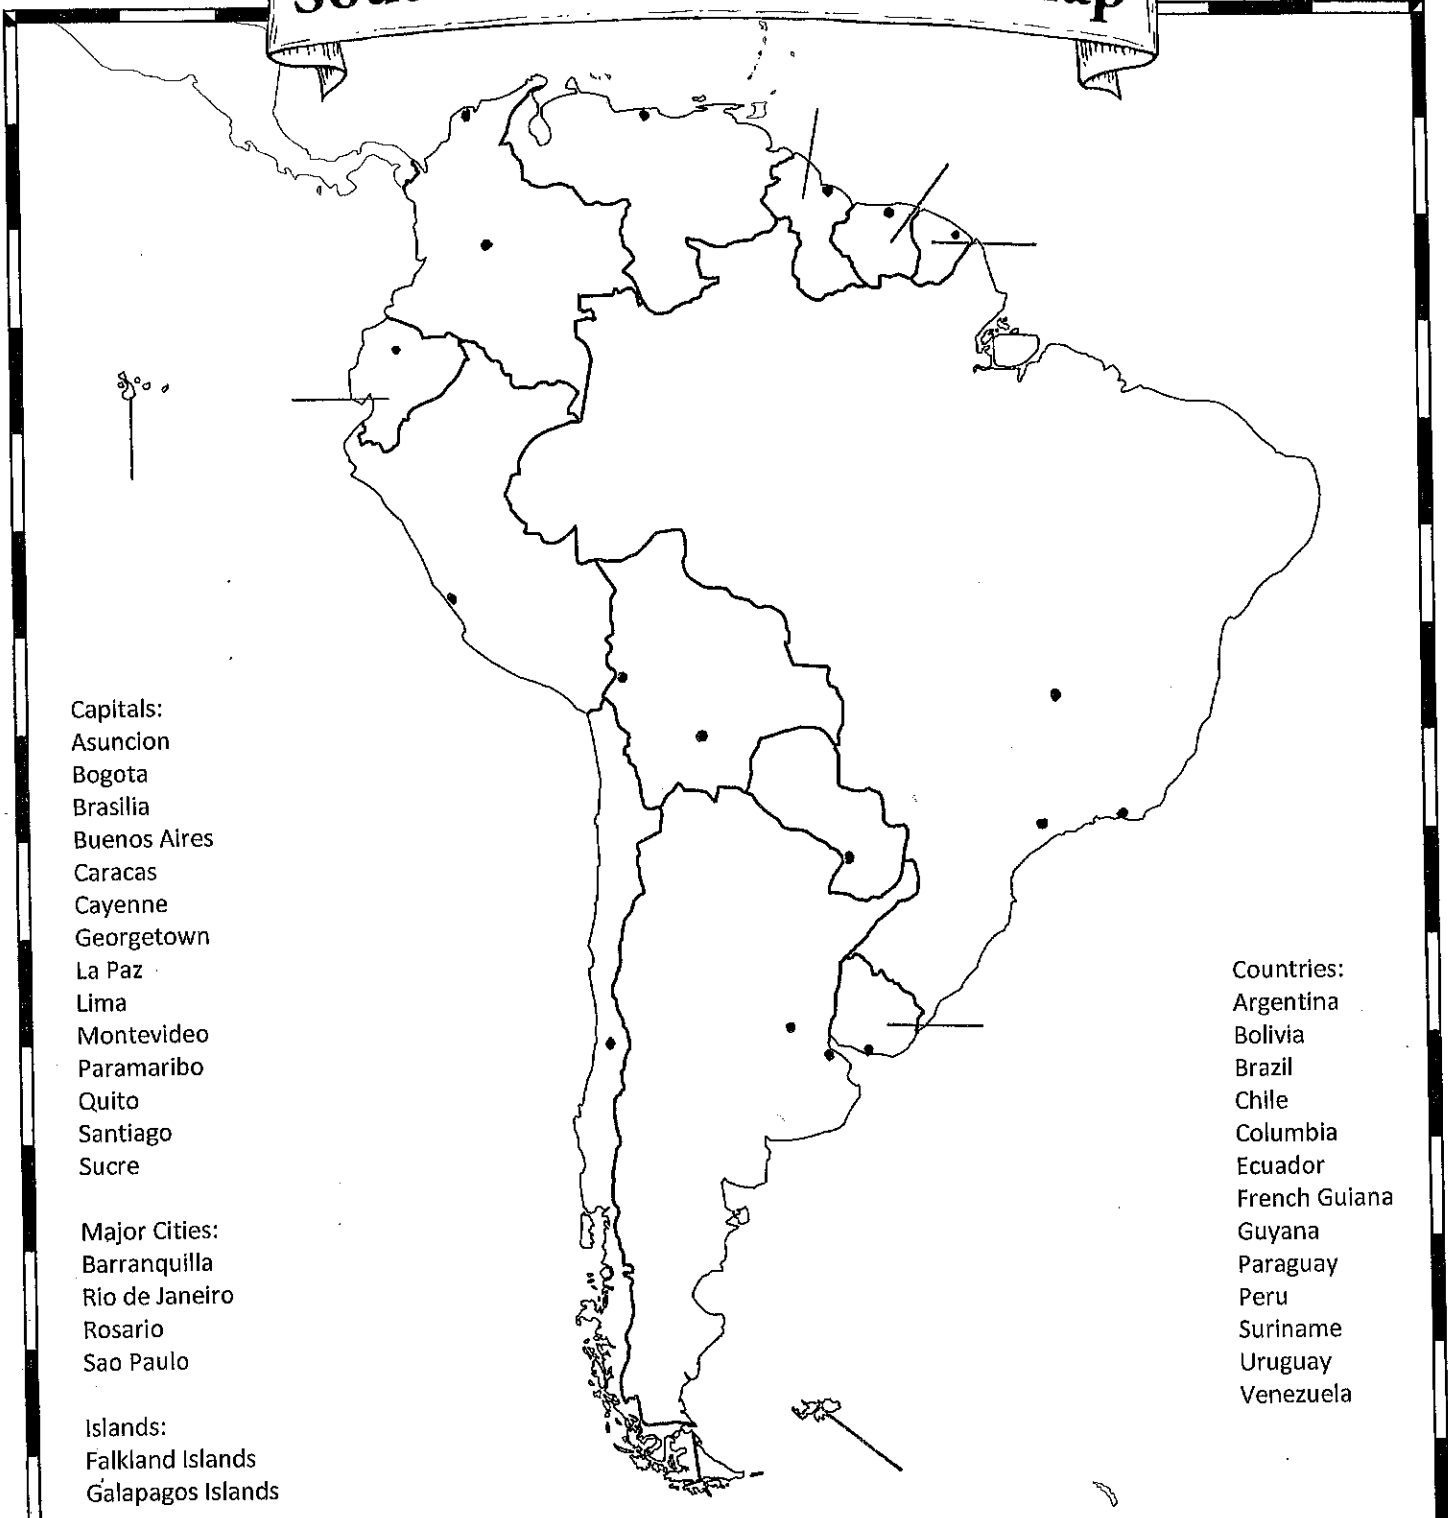 Capitals:
Asuncion
Bogota
Brasilia
Buenos Aires
Caracas
Cayenne
Georgetown
La Paz
Lima
Montevideo
Paramaribo
Quito
Santiago
Sucre
Major Cities:
Barranquilla
Rio de Janeiro
Rosario
Sao Paulo
Islands:
Falkland Islands
Galapagos Islands
Countries:
Argentina
Bolivia
Brazil
Chile
Columbia
Ecuador
French Guiana
Guyana
Paraguay
Peru
Suriname
Uruguay
Venezuela